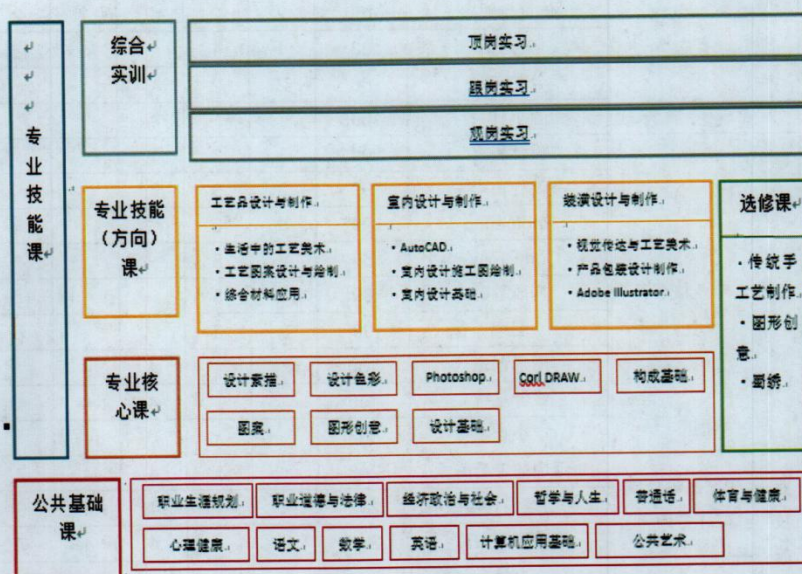 专业技能课
综合
实训
顶岗实习
跟岗实习
观岗实习
专业技能
（方向）
课
工艺品设计与制作
·生活中的工艺美术
·工艺图案设计与绘制
·综合材料应用
室内设计与制作
·AutoCAD
·室内设计施工图绘制
·室内设计基础
装潢设计与制作
·视觉传达与工艺美术
·产品包装设计制作
·Adobe Illustrator
选修课
·传统手
工艺制作
·图形创
意
·蜀绣
专业核
心课
设计素描 设计色彩 Photoshop Corl DRAW 构成基础
图案 图形创意 设计基础
公共基础
课
职业生涯规划 职业道德与法律 经济政治与社会 哲学与人生 普通话 体育与健康
心理健康 语文 数学 英语 计算机应用基础 公共艺术